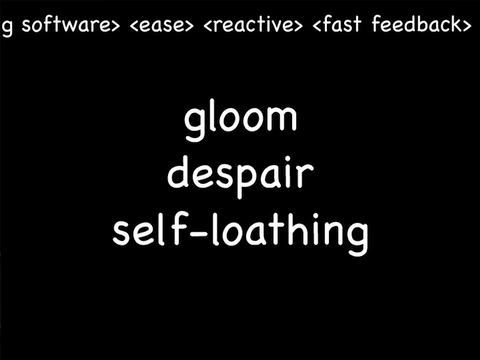 g software> <ease> <reactive> <fast feedback>
gloom
despair
self-loathing